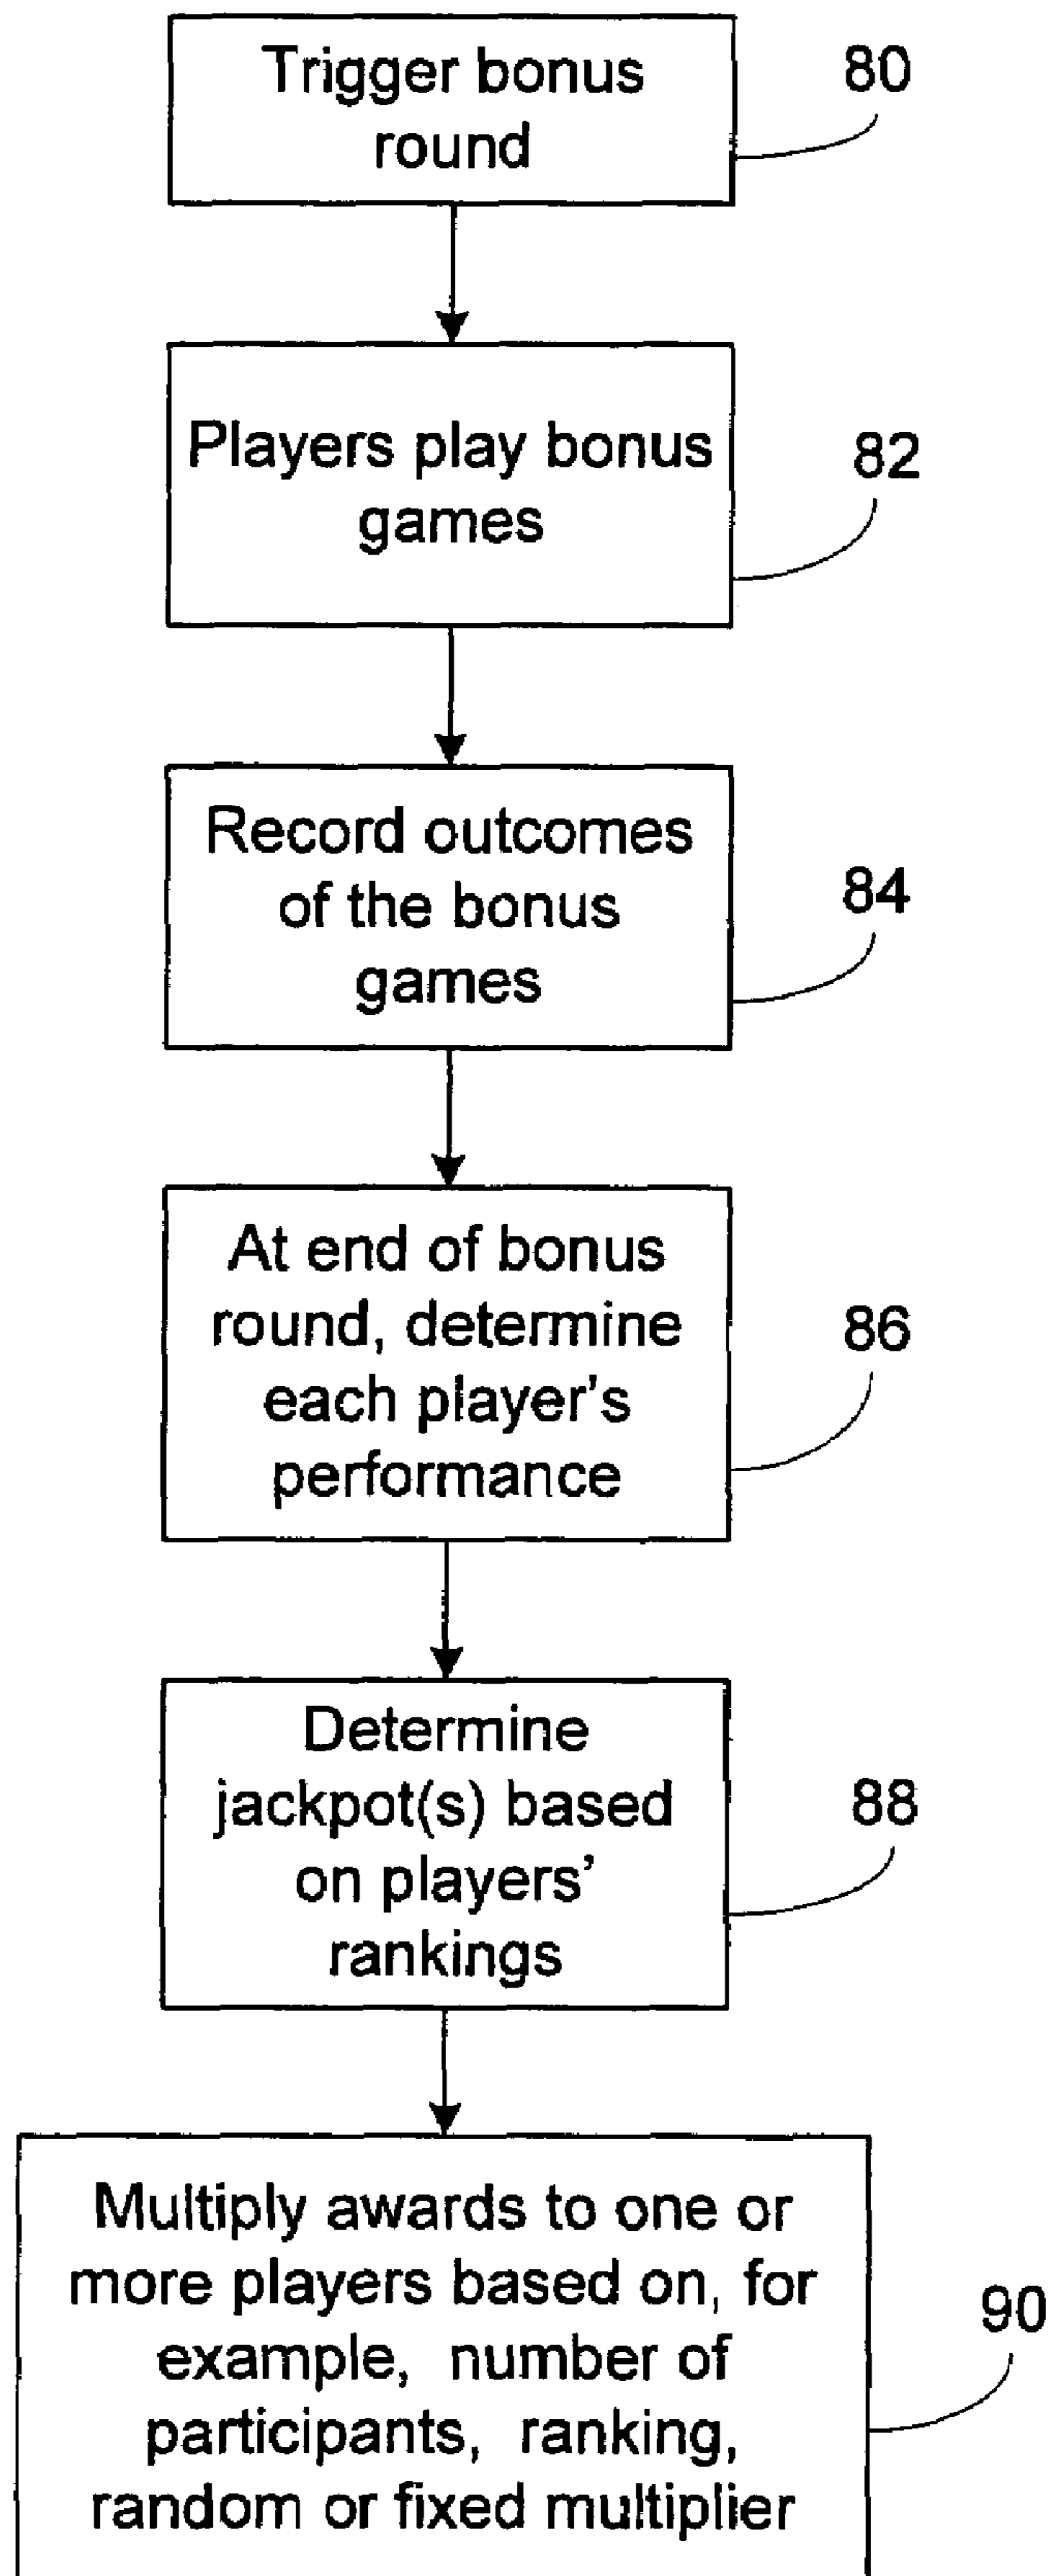 Trigger bonus
round
80
Players play bonus
games
82
Record outcomes
of the bonus
games
84
At end of bonus
round, determine
each player's
performance
86
Determine
jackpot(s) based
on players'
rankings
88
Multiply awards to one or
more players based on, for
example, number of
participants, ranking,
random or fixed multiplier
90